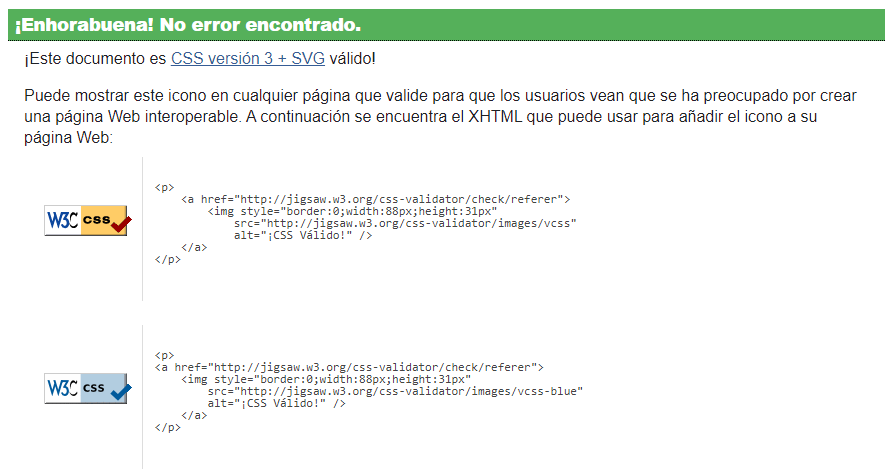 ¡Enhorabuena! No error encontrado.
¡Este documento es CSS versión 3 + SVG válido!
Puede mostrar este icono en cualquier página que valide para que los usuarios vean que se ha preocupado por crear
una página Web interoperable. A continuación se encuentra el XHTML que puede usar para añadir el icono a su
página Web:
W3C css
<p>
    <a href="http://jigsaw.w3.org/css-validator/check/referer">
        <img style="border:0;width:88px;height:31px"
            src="http://jigsaw.w3.org/css-validator/images/vcss"
            alt="¡CSS Válido!" />
    </a>
</p>
W3C css
<p>
<a href="http://jigsaw.w3.org/css-validator/check/referer">
    <img style="border:0;width:88px;height:31px"
        src="http://jigsaw.w3.org/css-validator/images/vcss-blue"
        alt="¡CSS Válido!" />
    </a>
</p>